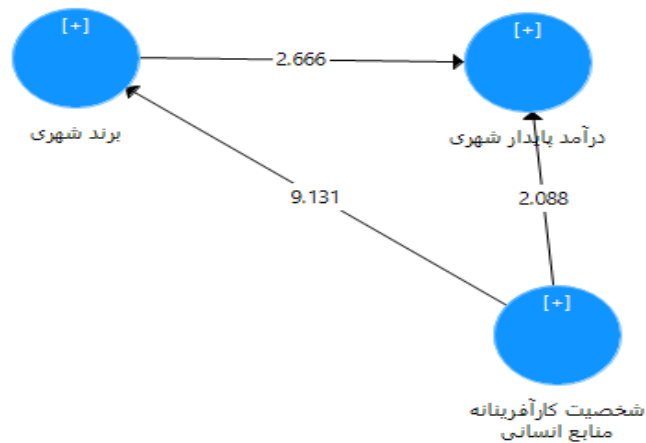 [+]
[+]
2.666
برند شهری
درآمد پایدار شهری
9.131
2.088
[+]
شخصیت کارآفرینانه
منابع انسانی